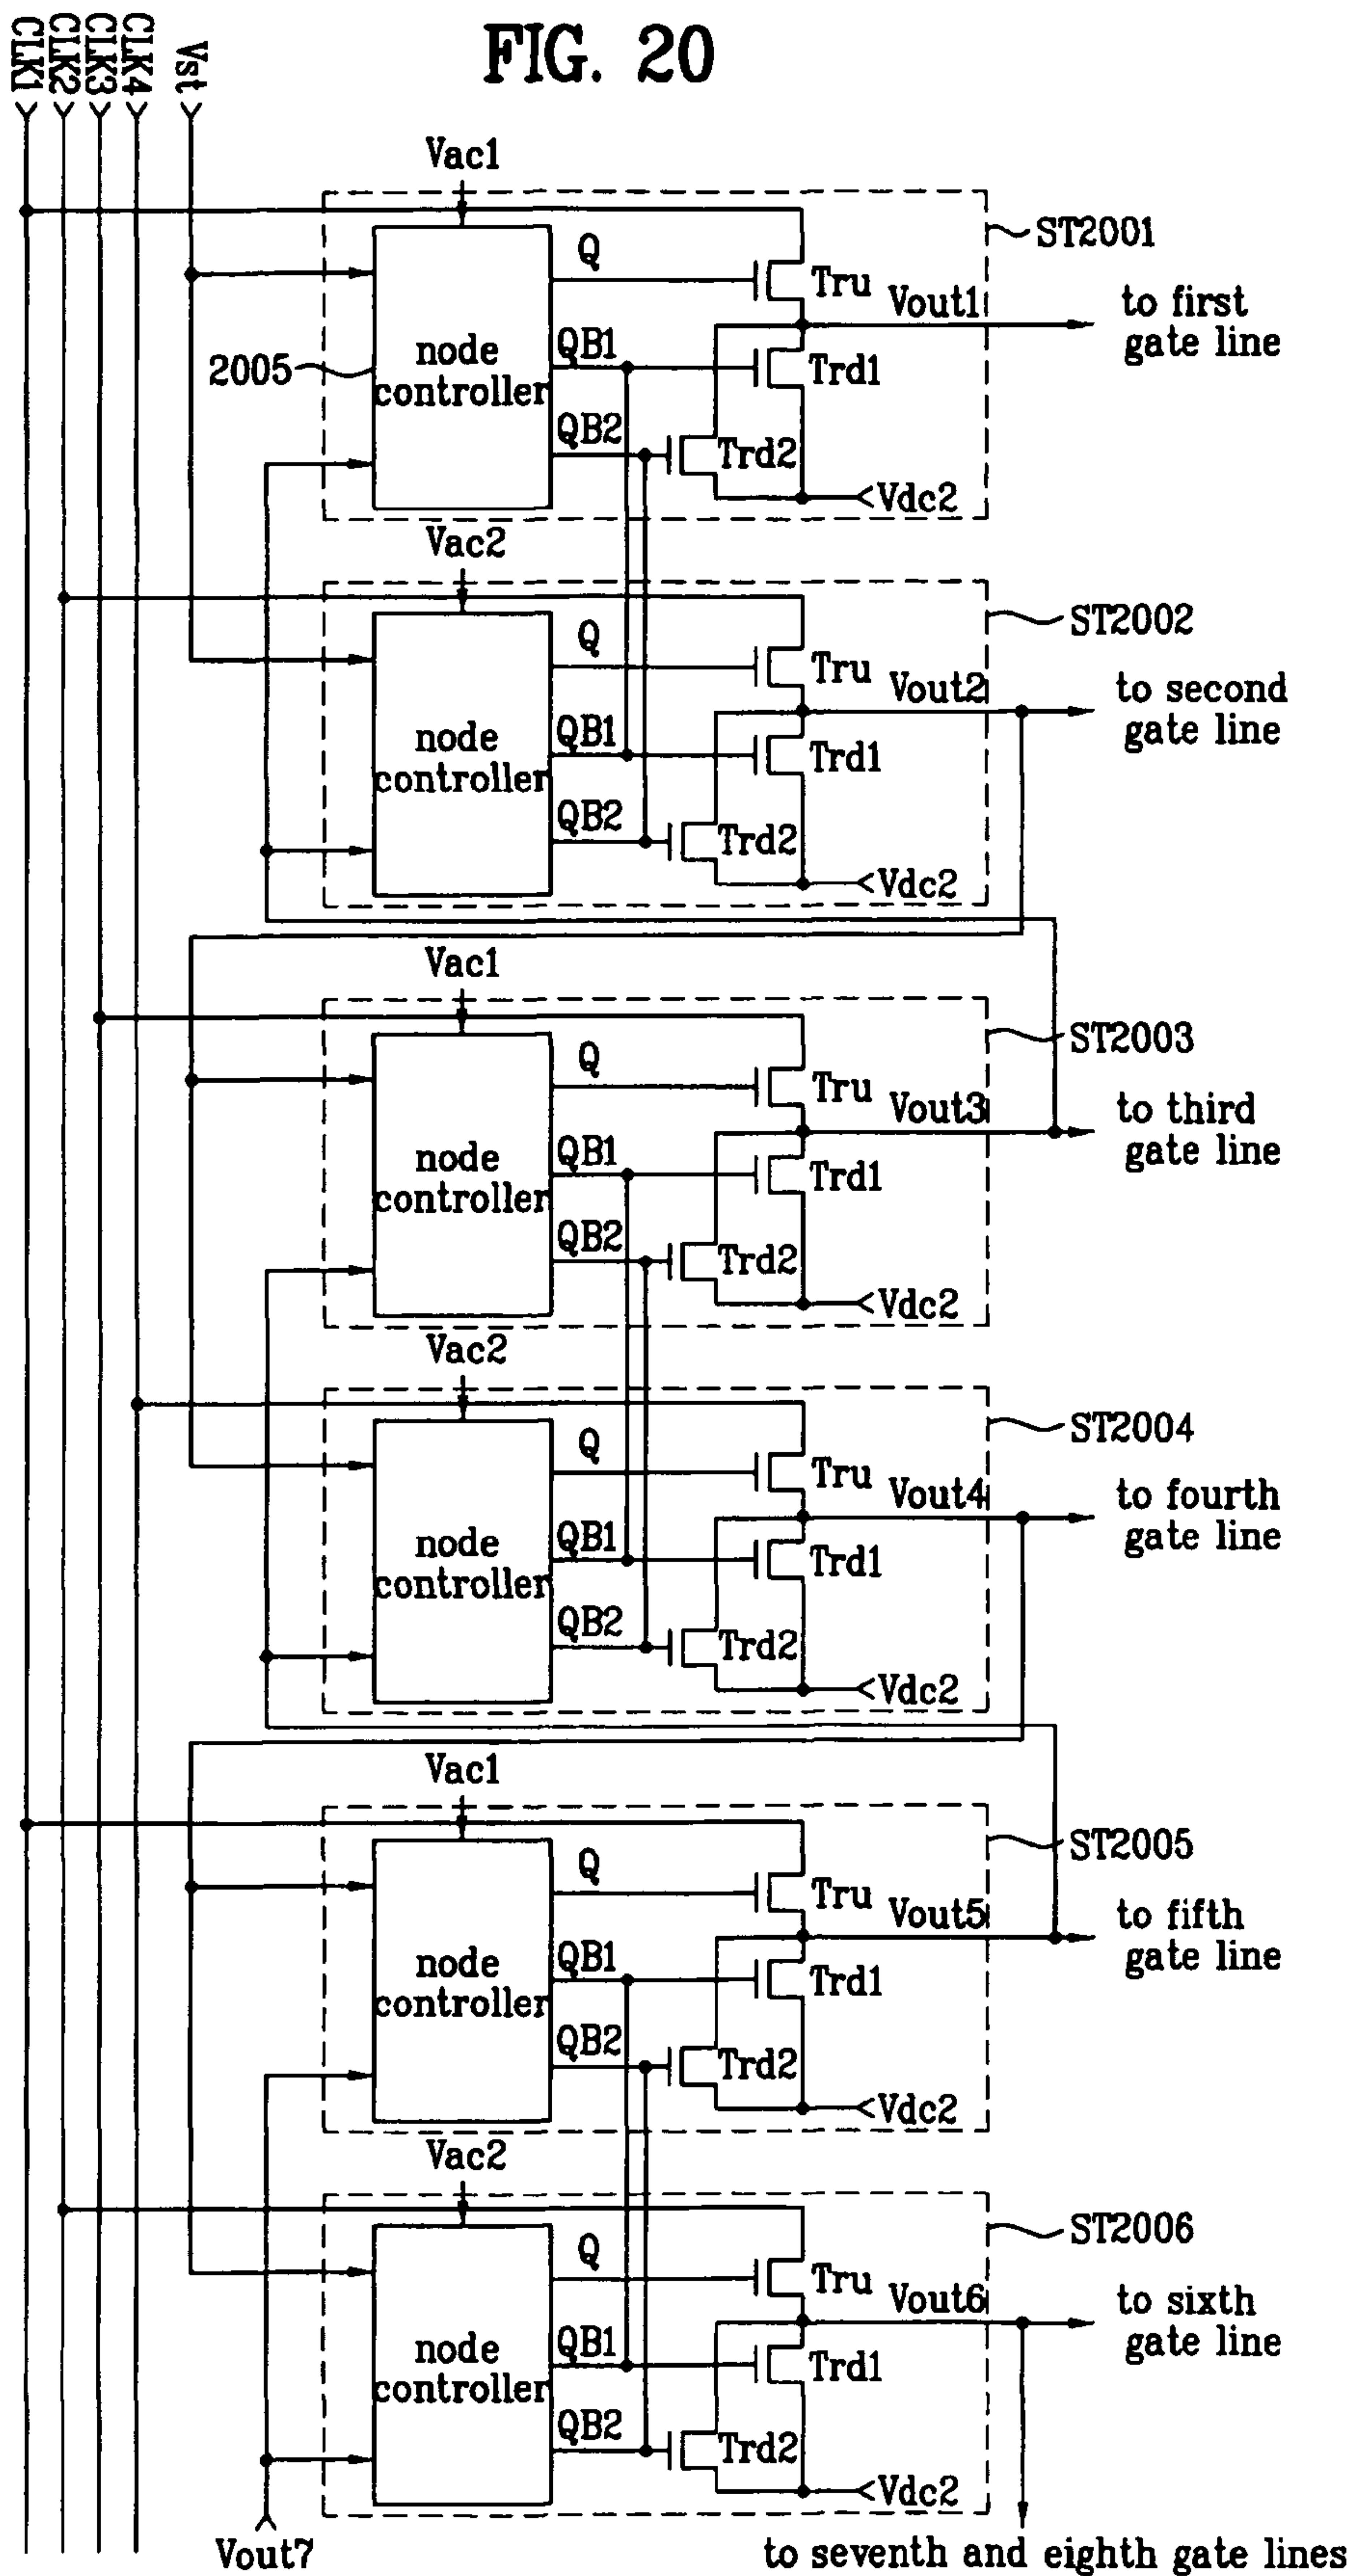 FIG. 20
CLK1
CLK2
CLK3
CLK4
Vst
Vac1
ST2001
Q
Tru
Vout1
to first
gate line
2005
node
controller
QB1
Trd1
QB2
Trd2
Vdc2
Vac2
ST2002
Q
Tru
Vout2
to second
gate line
node
controller
QB1
Trd1
QB2
Trd2
Vdc2
Vac1
ST2003
Q
Tru
Vout3
to third
gate line
node
controller
QB1
Trd1
QB2
Trd2
Vdc2
Vac2
ST2004
Q
Tru
Vout4
to fourth
gate line
node
controller
QB1
Trd1
QB2
Trd2
Vdc2
Vac1
ST2005
Q
Tru
Vout5
to fifth
gate line
node
controller
QB1
Trd1
QB2
Trd2
Vdc2
Vac2
ST2006
Q
Tru
Vout6
to sixth
gate line
node
controller
QB1
Trd1
QB2
Trd2
Vdc2
Vout7
to seventh and eighth gate lines